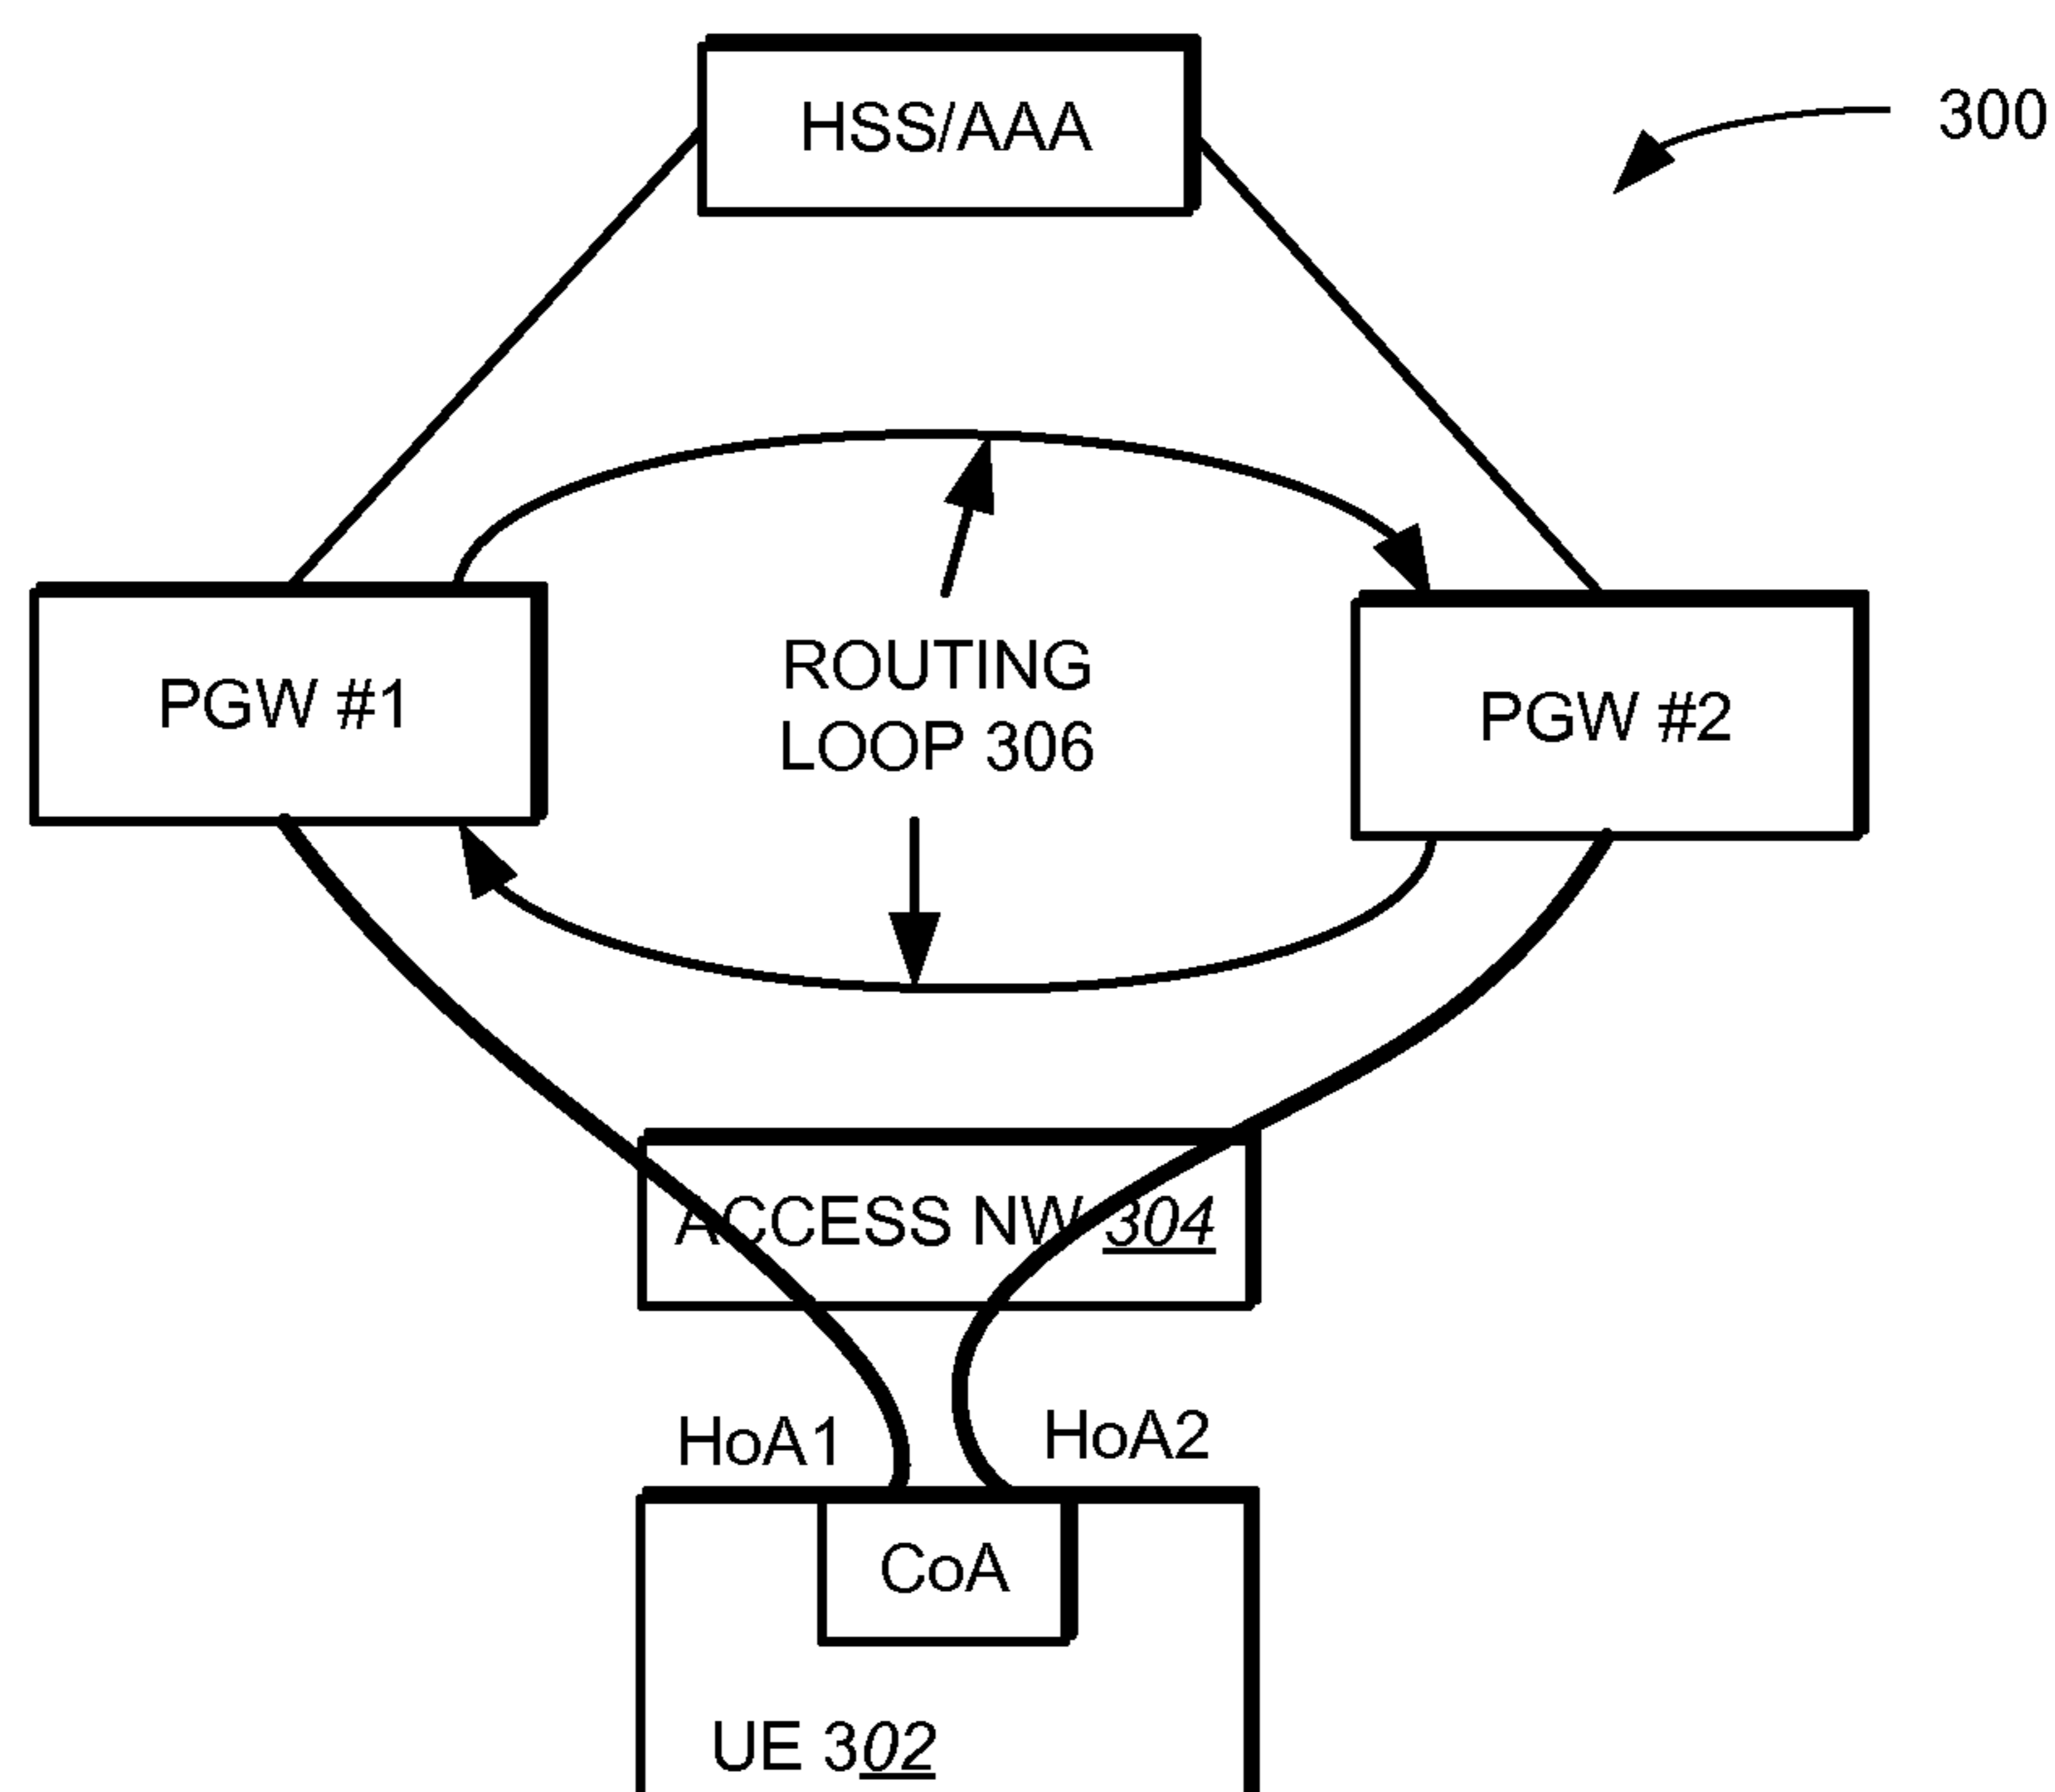 HSS/AAA
300
PGW #1
ROUTING
LOOP 306
PGW #2
ACCESS NW 304
HoA1
HoA2
CoA
UE 302